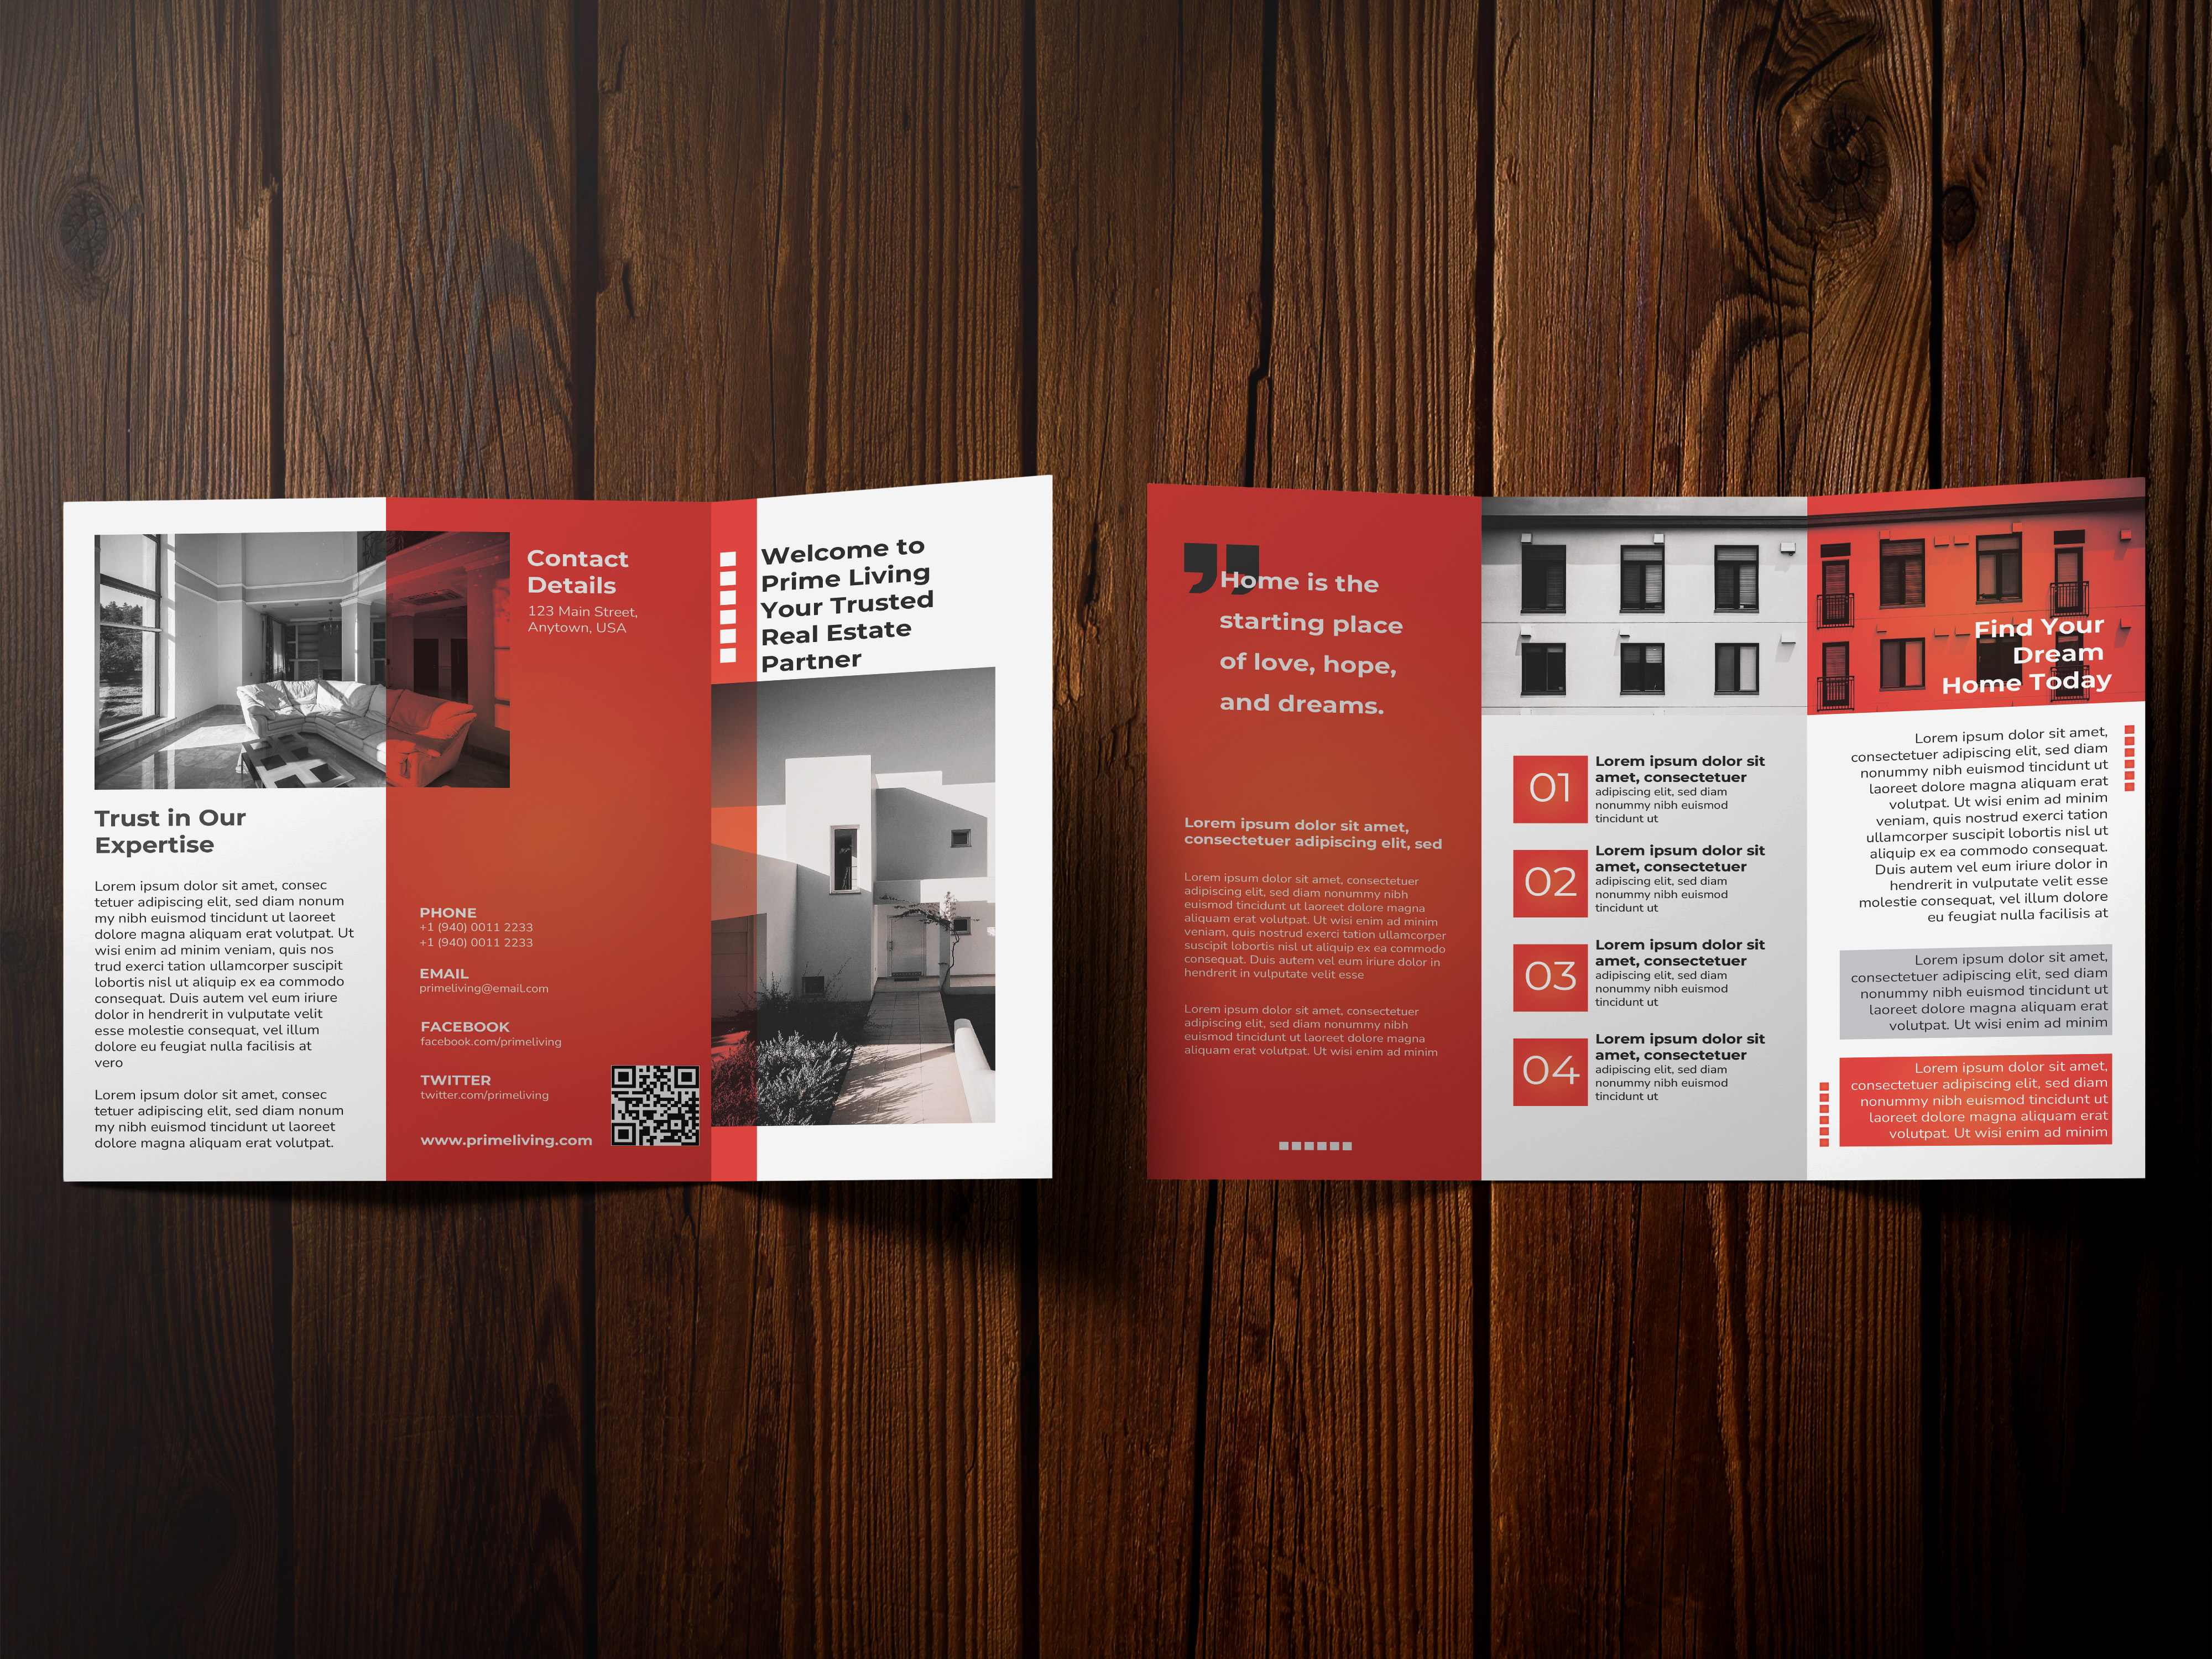 Trust in Our
Expertise
Lorem ipsum dolor sit amet, consec
tetuer adipiscing elit, sed diam nonum
my nibh euismod tincidunt ut laoreet
dolore magna aliquam erat volutpat. Ut
wisi enim ad minim veniam, quis nos
trud exerci tation ullamcorper suscipit
lobortis nisl ut aliquip ex ea commodo
consequat. Duis autem vel eum iriure
dolor in hendrerit in vulputate velit
esse molestie consequat, vel illum
dolore eu feugiat nulla facilisis at
vero
Lorem ipsum dolor sit amet, consec
tetuer adipiscing elit, sed diam nonum
my nibh euismod tincidunt ut laoreet
dolore magna aliquam erat volutpat.
Contact
Details
123 Main Street,
Anytown, USA
PHONE
+1 (940) 0011 2233
+1 (940) 0011 2233
EMAIL
primeliving@email.com
FACEBOOK
facebook.com/primeliving
TWITTER
twitter.com/primeliving
www.primeliving.com
Welcome to
Prime Living
Your Trusted
Real Estate
Partner
"
Home is the
starting place
of love, hope,
and dreams.
Lorem ipsum dolor sit amet,
consectetuer adipiscing elit, sed
Lorem ipsum dolor sit amet, consectetuer
adipiscing elit, sed diam nonummy nibh
euismod tincidunt ut laoreet dolore magna
aliquam erat volutpat. Ut wisi enim ad minim
veniam, quis nostrud exerci tation ullamcorper
suscipit lobortis nisl ut aliquip ex ea commodo
consequat. Duis autem vel eum iriure dolor in
hendrerit in vulputate velit esse
Lorem ipsum dolor sit amet, consectetuer
adipiscing elit, sed diam nonummy nibh
euismod tincidunt ut laoreet dolore magna
aliquam erat volutpat. Ut wisi enim ad minim
01
Lorem ipsum dolor sit
amet, consectetuer
adipiscing elit, sed diam
nonummy nibh euismod
tincidunt ut
02
Lorem ipsum dolor sit
amet, consectetuer
adipiscing elit, sed diam
nonummy nibh euismod
tincidunt ut
03
Lorem ipsum dolor sit
amet, consectetuer
adipiscing elit, sed diam
nonummy nibh euismod
tincidunt ut
04
Lorem ipsum dolor sit
amet, consectetuer
adipiscing elit, sed diam
nonummy nibh euismod
tincidunt ut
Find Your
Dream
Home Today
Lorem ipsum dolor sit amet,
consectetuer adipiscing elit, sed diam
nonummy nibh euismod tincidunt ut
laoreet dolore magna aliquam erat
volutpat. Ut wisi enim ad minim
veniam, quis nostrud exerci tation
ullamcorper suscipit lobortis nisl ut
aliquip ex ea commodo consequat.
Duis autem vel eum iriure dolor in
hendrerit in vulputate velit esse
molestie consequat, vel illum dolore
eu feugiat nulla facilisis at
Lorem ipsum dolor sit amet,
consectetuer adipiscing elit, sed diam
nonummy nibh euismod tincidunt ut
laoreet dolore magna aliquam erat
volutpat. Ut wisi enim ad minim
Lorem ipsum dolor sit amet,
consectetuer adipiscing elit, sed diam
nonummy nibh euismod tincidunt ut
laoreet dolore magna aliquam erat
volutpat. Ut wisi enim ad minim